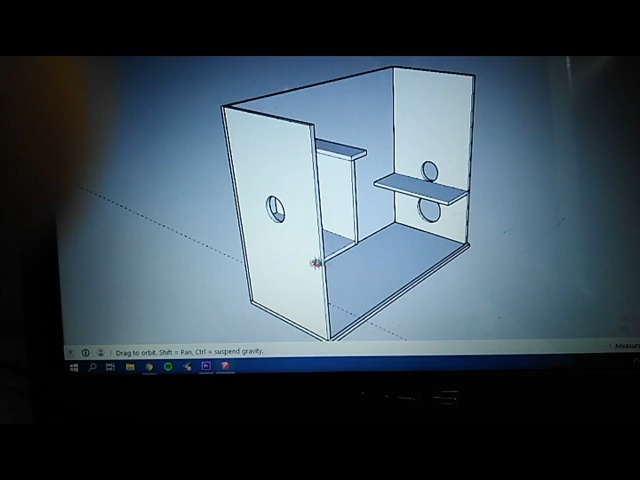 Drag to orbit. Shift = Pan, Ctrl = suspend gravity.
Measure